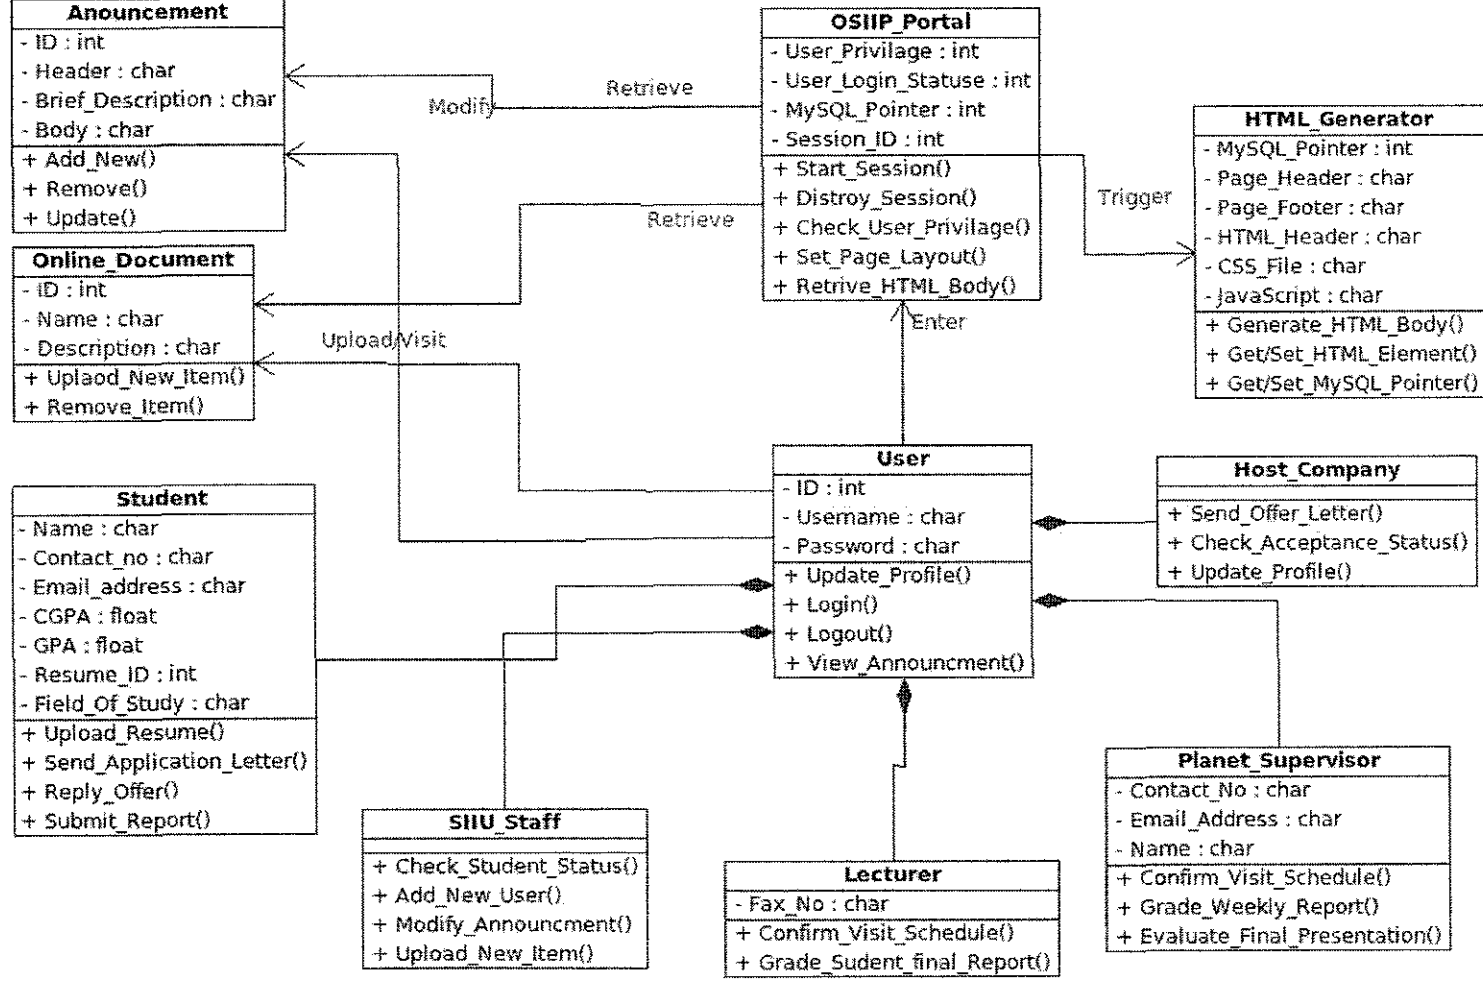 Anouncement
- ID : int
- Header : char
- Brief_Description : char
- Body : char
+ Add_New()
+ Remove()
+ Update()
Online_Document
- ID : int
- Name : char
- Description : char
+ Uplaod_New_Item()
+ Remove_Item()
Modify
Retrieve
Retrieve
Upload/Visit
OSIIP_Portal
- User_Privilage : int
- User_Login_Statuse : int
- MySQL_Pointer : int
- Session_ID : int
+ Start_Session()
+ Distroy_Session()
+ Check_User_Privilage()
+ Set_Page_Layout()
+ Retrive_HTML_Body()
Trigger
Enter
HTML_Generator
- MySQL_Pointer : int
- Page_Header : char
- Page_Footer : char
- HTML_Header : char
- CSS_File : char
- JavaScript : char
+ Generate_HTML_Body()
+ Get/Set_HTML_Element()
+ Get/Set_MySQL_Pointer()
User
- ID : int
- Username : char
- Password : char
+ Update_Profile()
+ Login()
+ Logout()
+ View_Announcment()
Host_Company
+ Send_Offer_Letter()
+ Check_Acceptance_Status()
+ Update_Profile()
Student
- Name : char
- Contact_no : char
- Email_address : char
- CGPA : float
- GPA : float
- Resume_ID : int
- Field_Of_Study : char
+ Upload_Resume()
+ Send_Application_Letter()
+ Reply_Offer()
+ Submit_Report()
SIIU_Staff
+ Check_Student_Status()
+ Add_New_User()
+ Modify_Announcment()
+ Upload_New_Item()
Lecturer
- Fax_No : char
+ Confirm_Visit_Schedule()
+ Grade_Sudent_final_Report()
Planet_Supervisor
- Contact_No : char
- Email_Address : char
- Name : char
+ Confirm_Visit_Schedule()
+ Grade_Weekly_Report()
+ Evaluate_Final_Presentation()